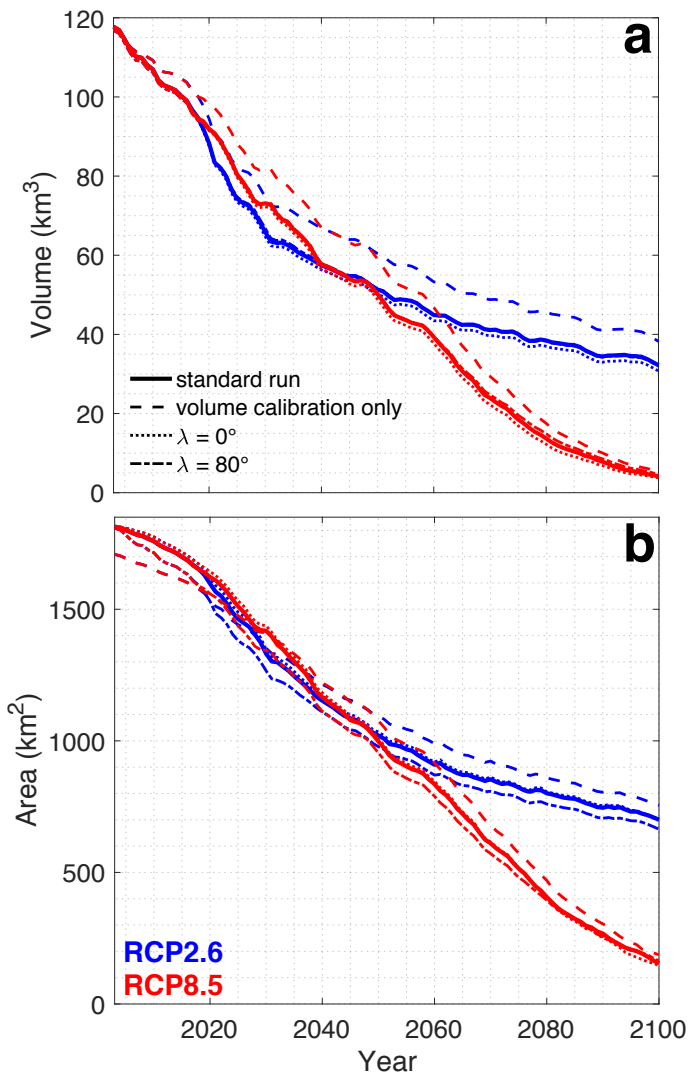 a
120
100
80
60
40
20
0
Volume (km³)
standard run
volume calibration only
λ = 0°
λ = 80°
b
1500
1000
500
0
Area (km²)
RCP2.6
RCP8.5
2020 2040 2060 2080 2100
Year